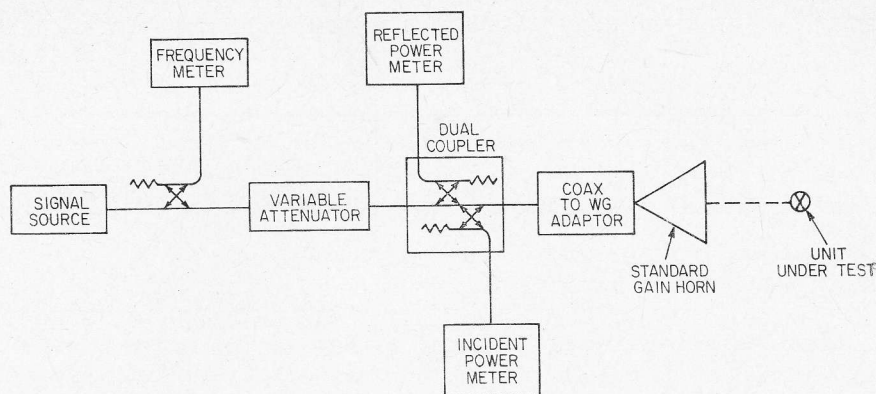 FREQUENCY
METER
REFLECTED
POWER
METER
DUAL
COUPLER
SIGNAL
SOURCE
VARIABLE
ATTENUATOR
COAX
TO WG
ADAPTOR
STANDARD
GAIN HORN
UNIT
UNDER TEST
INCIDENT
POWER
METER